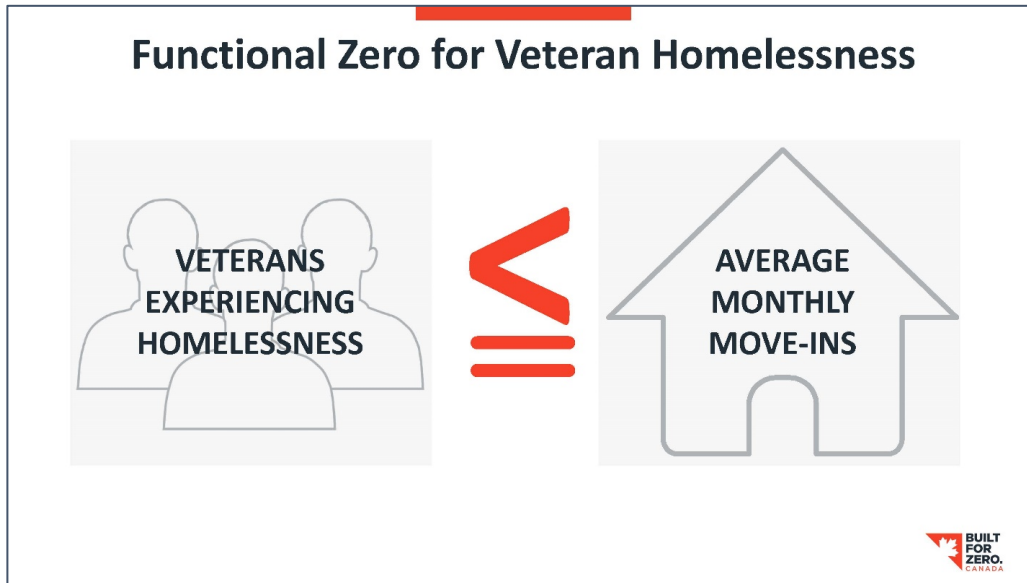 Functional Zero for Veteran Homelessness
VETERANS
EXPERIENCING
HOMELESSNESS
≤
AVERAGE
MONTHLY
MOVE-INS
BUILT
FOR
ZERO.
CANADA